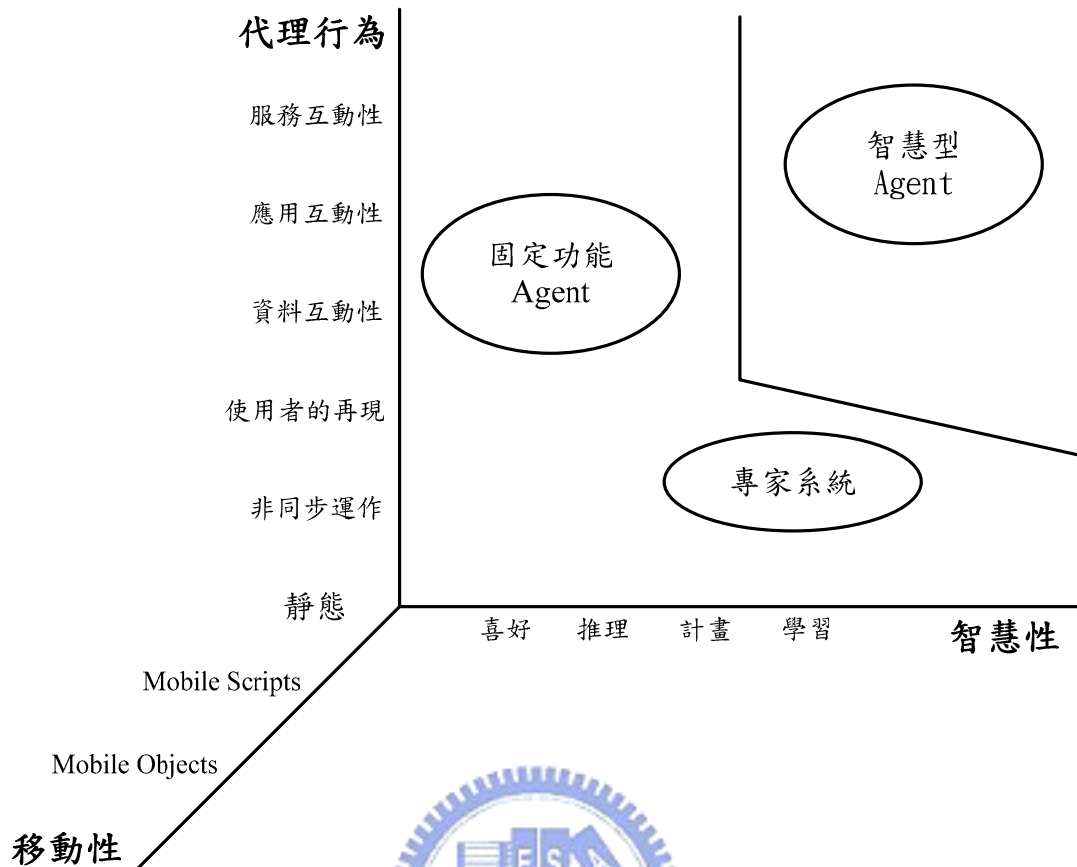 代理行為
服務互動性
應用互動性
資料互動性
使用者的再現
非同步運作
靜態
智慧型
Agent
固定功能
Agent
專家系統
喜好 推理 計畫 學習 智慧性
Mobile Scripts
Mobile Objects
移動性